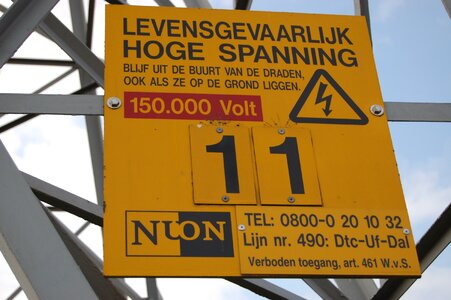 LEVENSGEVAARLIJK
HOGE SPANNING
BLIJF UIT DE BUURT VAN DE DRADEN,
OOK ALS ZE OP DE GROND LIGGEN.
150.000 Volt
1 1
NUON
TEL: 0800-0 20 10 32
Lijn nr. 490: Dtc-Uf-Dal
Verboden toegang, art. 461 W.v.S.